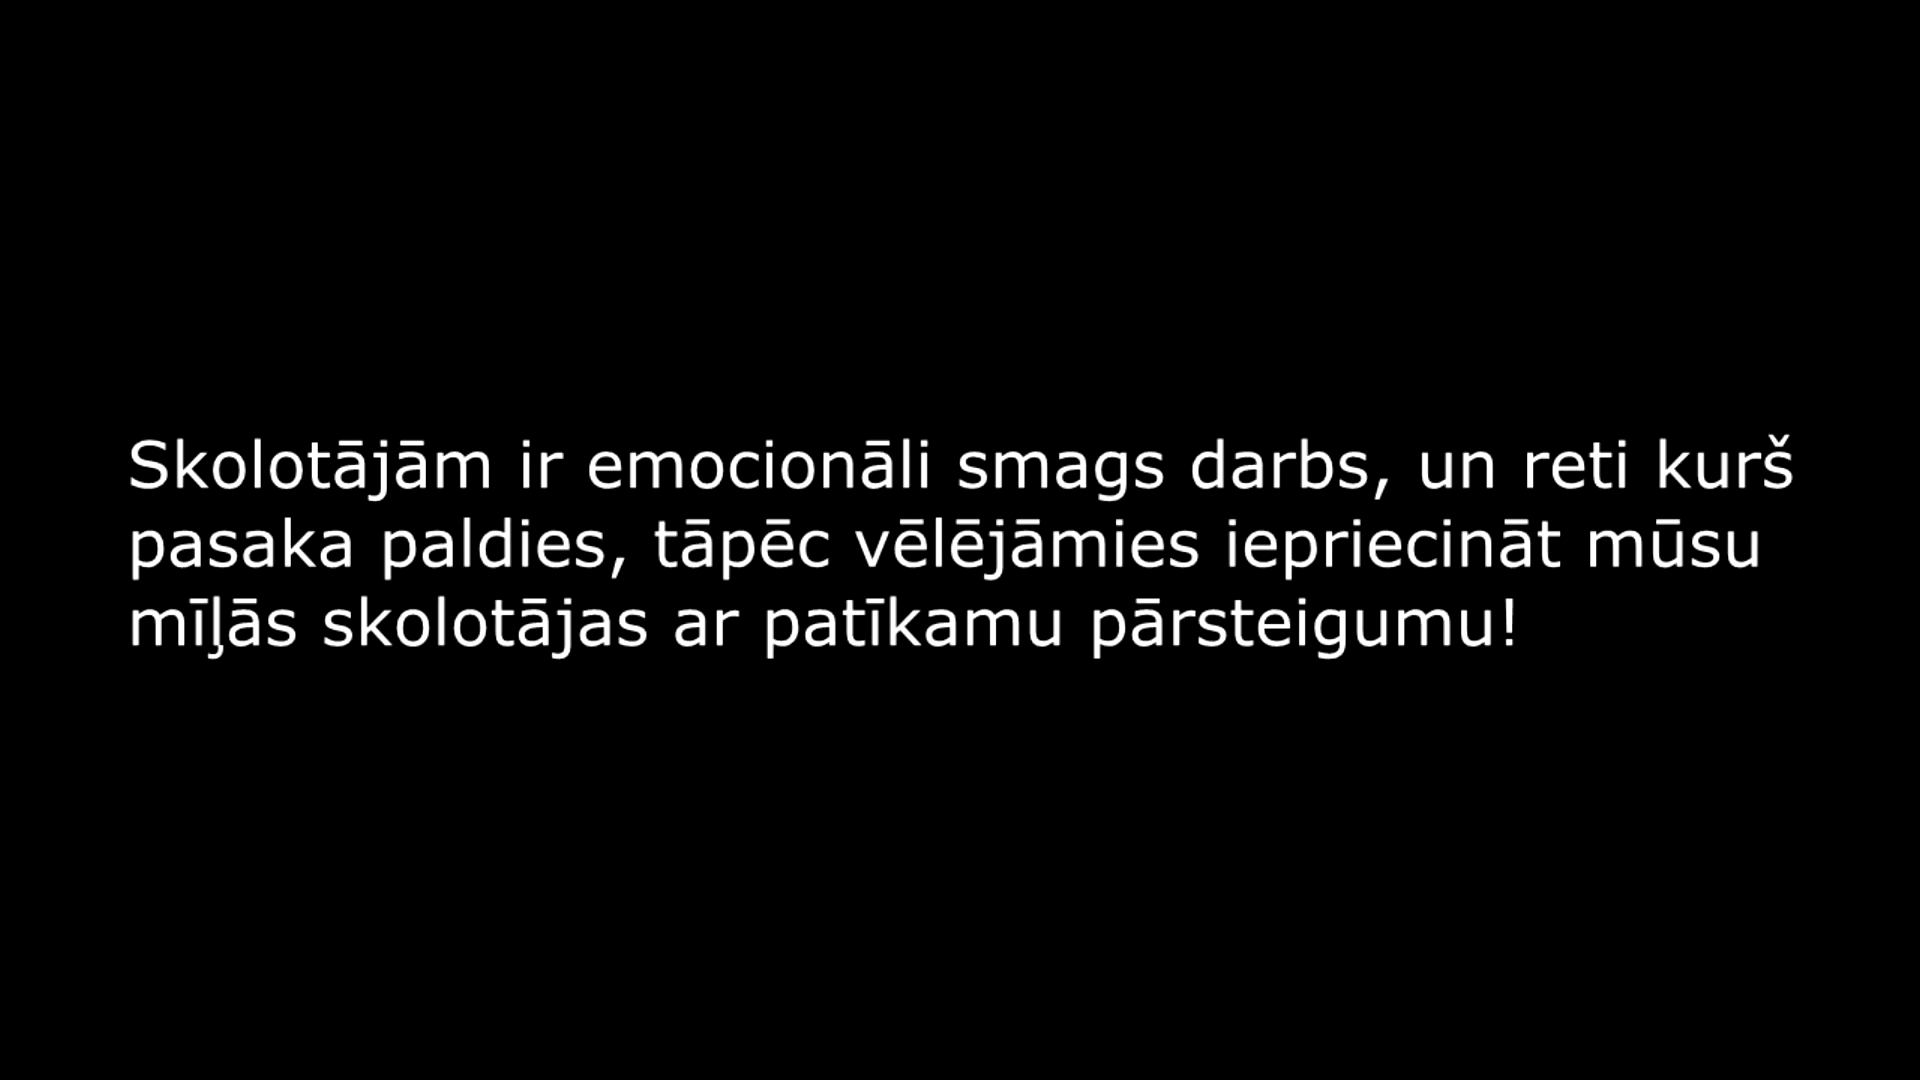 Skolotājām ir emocionāli smags darbs, un reti kurš
pasaka paldies, tāpēc vēlējāmies iepriecināt mūsu
mīļās skolotājas ar patīkamu pārsteigumu!